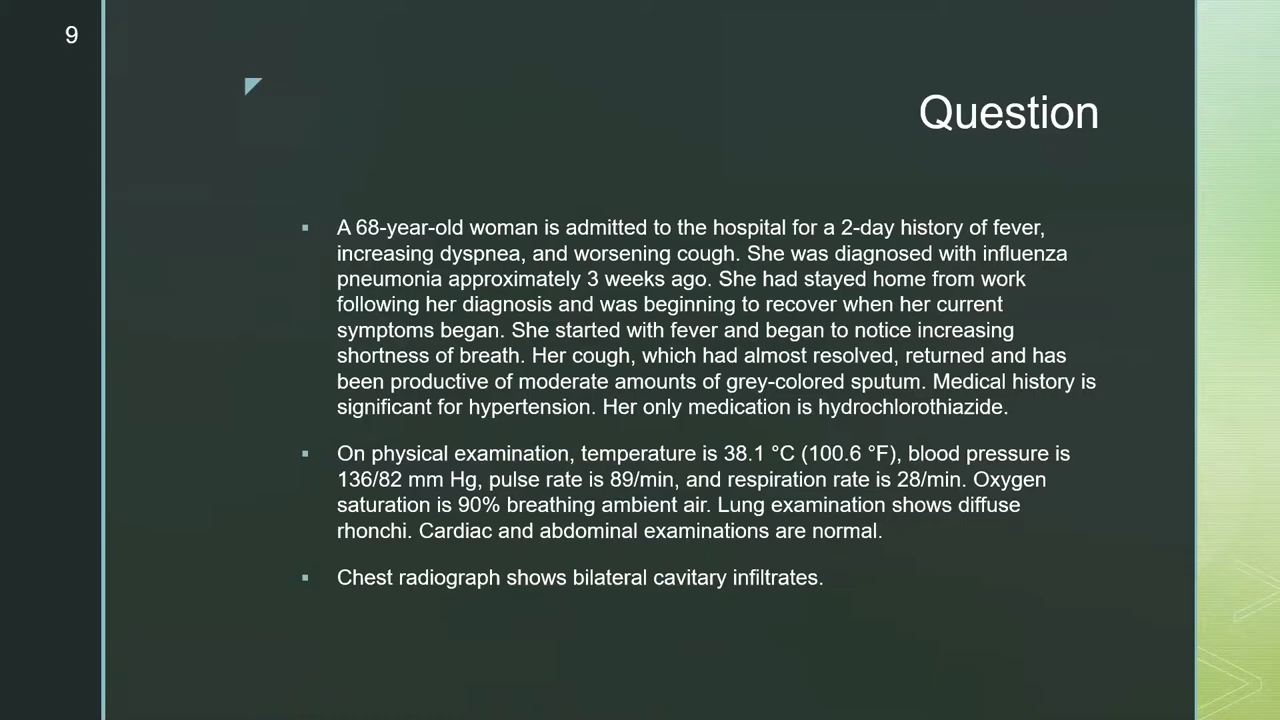 9
Question
▪ A 68-year-old woman is admitted to the hospital for a 2-day history of fever,
increasing dyspnea, and worsening cough. She was diagnosed with influenza
pneumonia approximately 3 weeks ago. She had stayed home from work
following her diagnosis and was beginning to recover when her current
symptoms began. She started with fever and began to notice increasing
shortness of breath. Her cough, which had almost resolved, returned and has
been productive of moderate amounts of grey-colored sputum. Medical history is
significant for hypertension. Her only medication is hydrochlorothiazide.
▪ On physical examination, temperature is 38.1 °C (100.6 °F), blood pressure is
136/82 mm Hg, pulse rate is 89/min, and respiration rate is 28/min. Oxygen
saturation is 90% breathing ambient air. Lung examination shows diffuse
rhonchi. Cardiac and abdominal examinations are normal.
▪ Chest radiograph shows bilateral cavitary infiltrates.